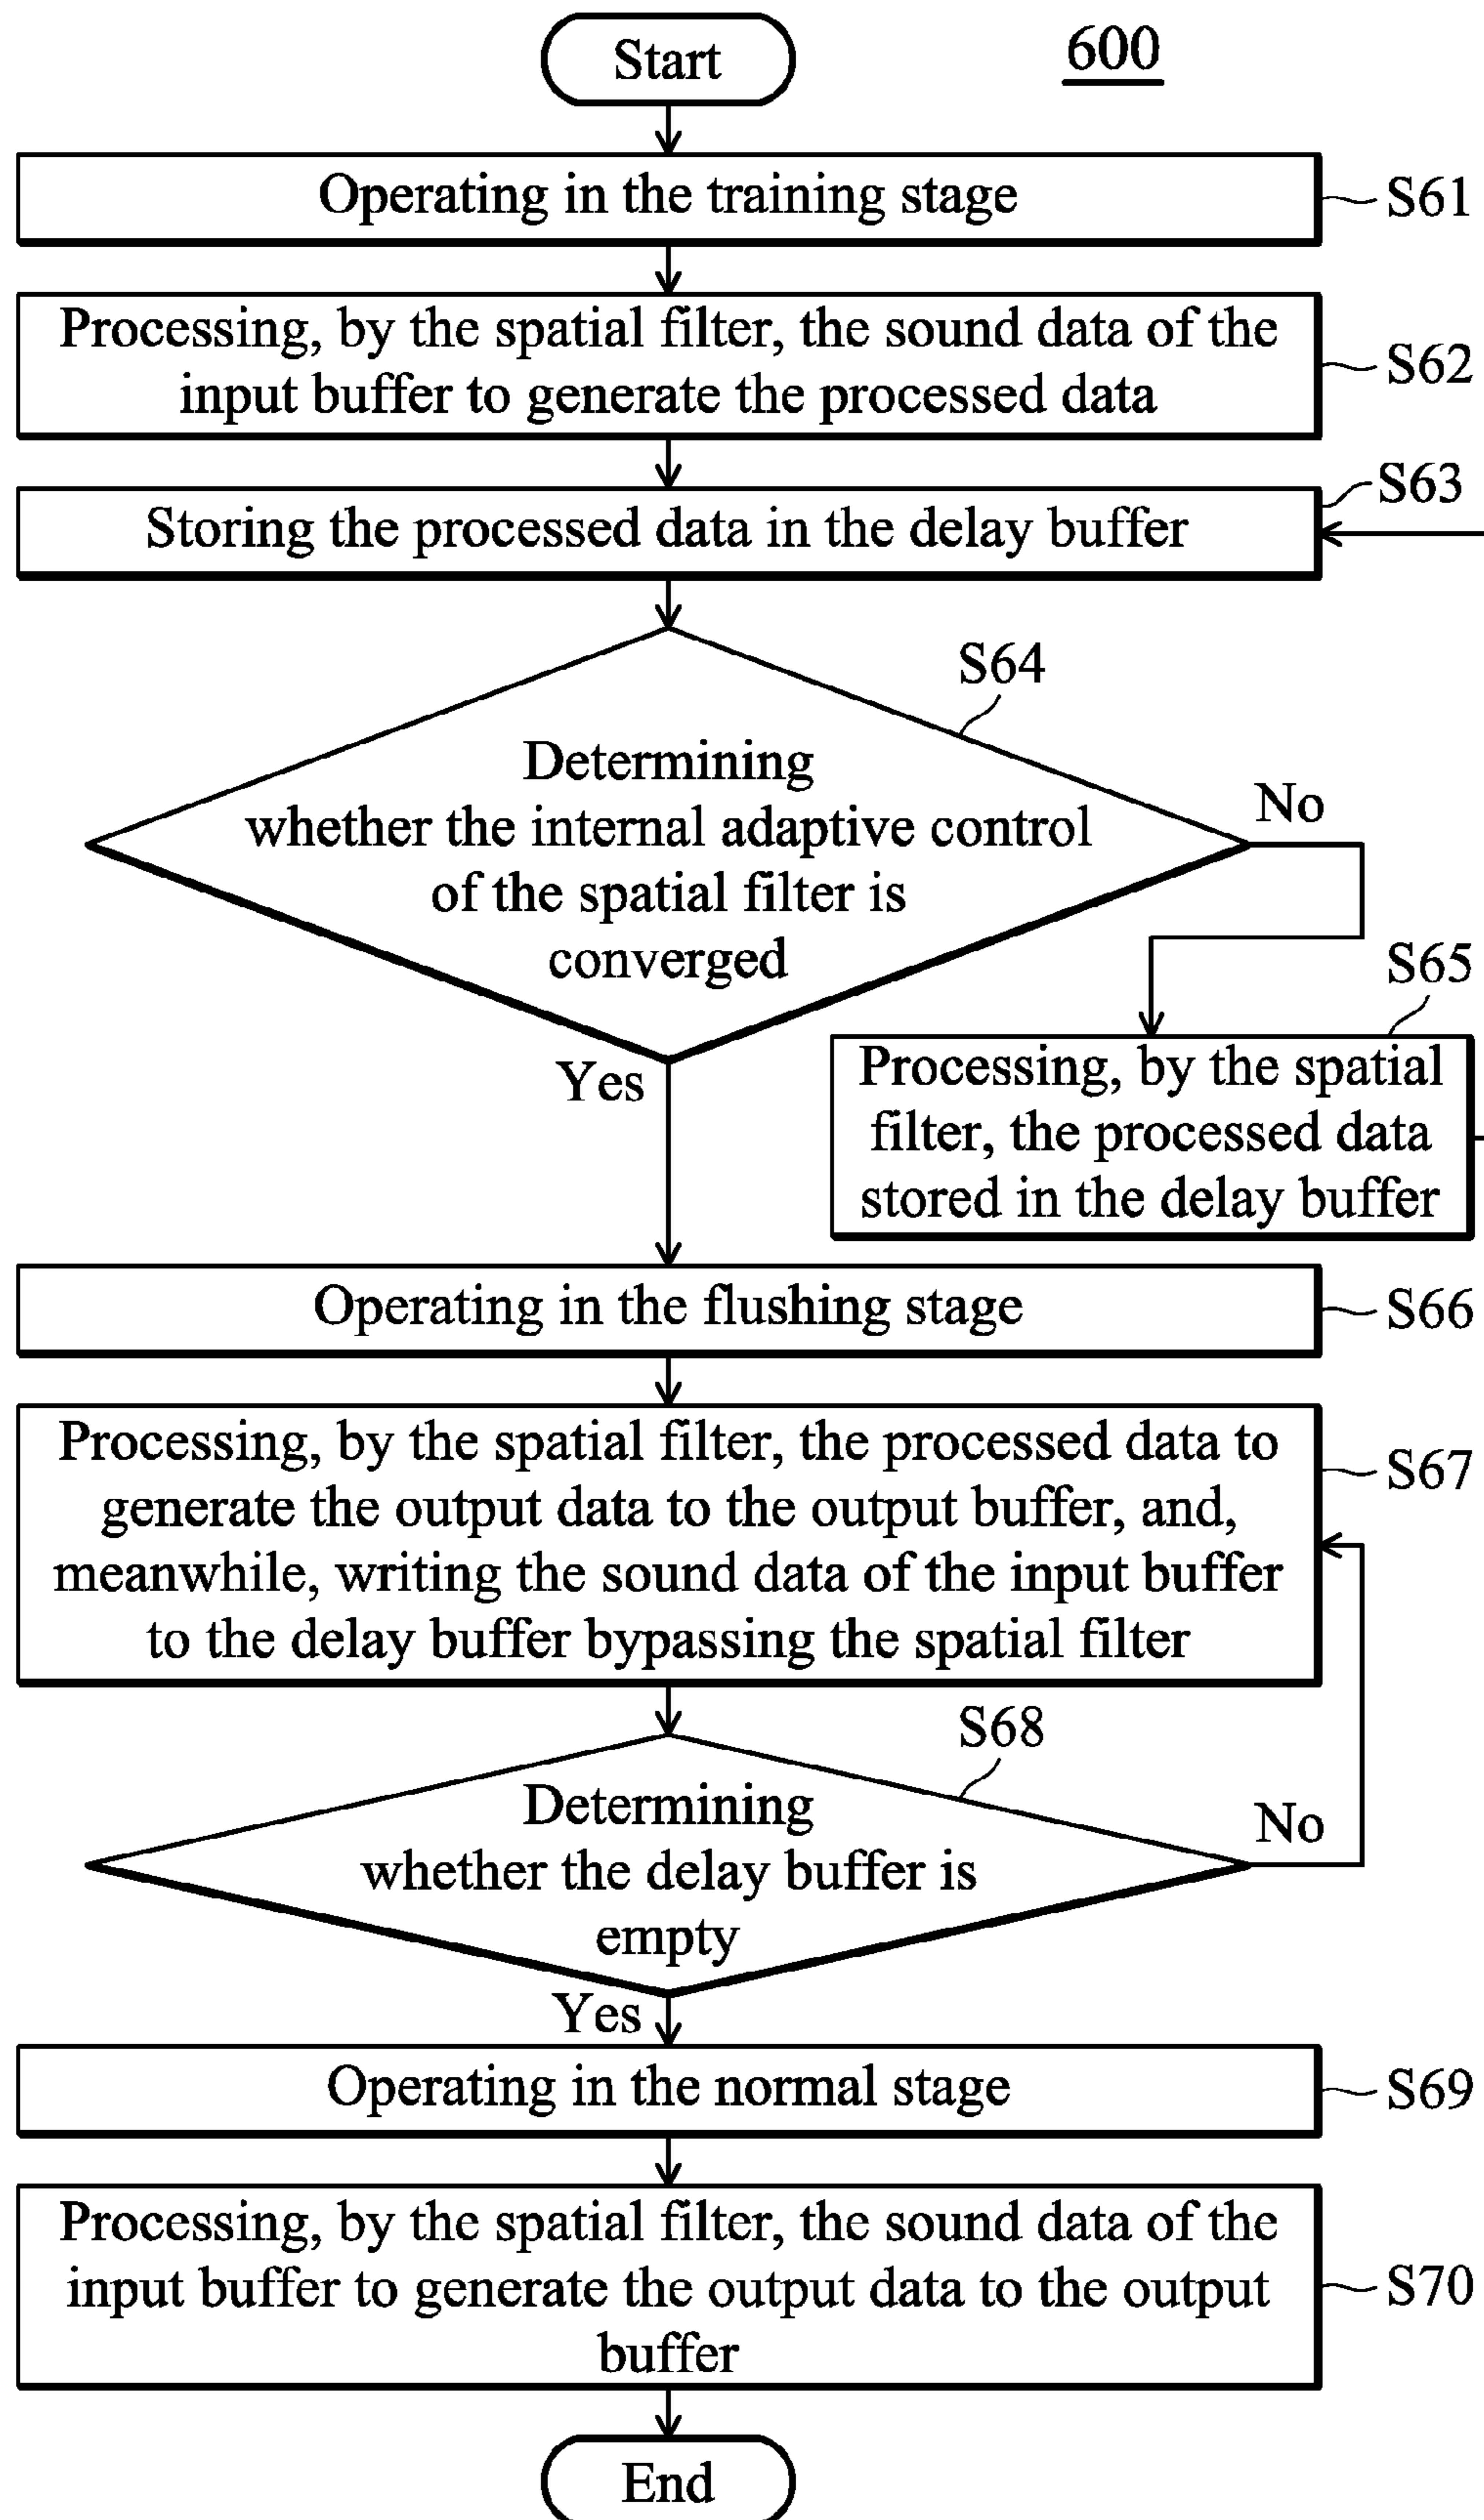 Start
600
Operating in the training stage
S61
Processing, by the spatial filter, the sound data of the
input buffer to generate the processed data
S62
Storing the processed data in the delay buffer
S63
S64
Determining
whether the internal adaptive control
of the spatial filter is
converged
No
Yes
S65
Processing, by the spatial
filter, the processed data
stored in the delay buffer
Operating in the flushing stage
S66
Processing, by the spatial filter, the processed data to
generate the output data to the output buffer, and,
meanwhile, writing the sound data of the input buffer
to the delay buffer bypassing the spatial filter
S67
S68
Determining
whether the delay buffer is
empty
No
Yes
Operating in the normal stage
S69
Processing, by the spatial filter, the sound data of the
input buffer to generate the output data to the output
buffer
S70
End